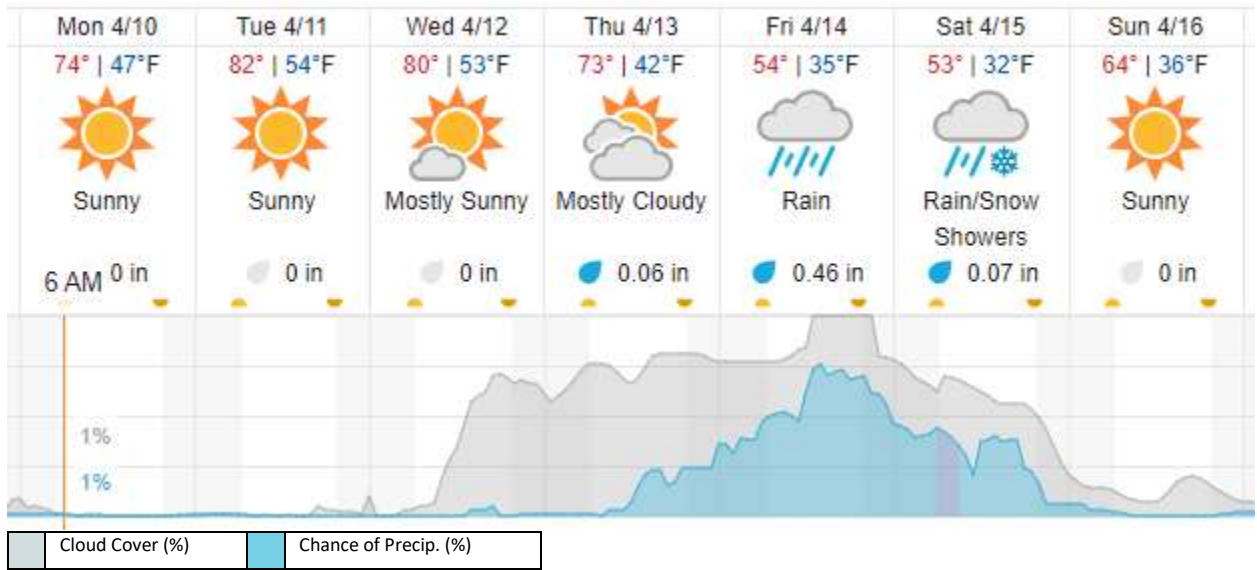 Mon 4/10 Tue 4/11 Wed 4/12 Thu 4/13 Fri 4/14 Sat 4/15 Sun 4/16
74° | 47°F 82° | 54°F 80° | 53°F 73° | 42°F 54° | 35°F 53° | 32°F 64° | 36°F
Sunny Sunny Mostly Sunny Mostly Cloudy Rain Rain/Snow Sunny
Showers
6 AM 0 in 0 in 0 in 0.06 in 0.46 in 0.07 in 0 in
1%
1%
Cloud Cover (%) Chance of Precip. (%)